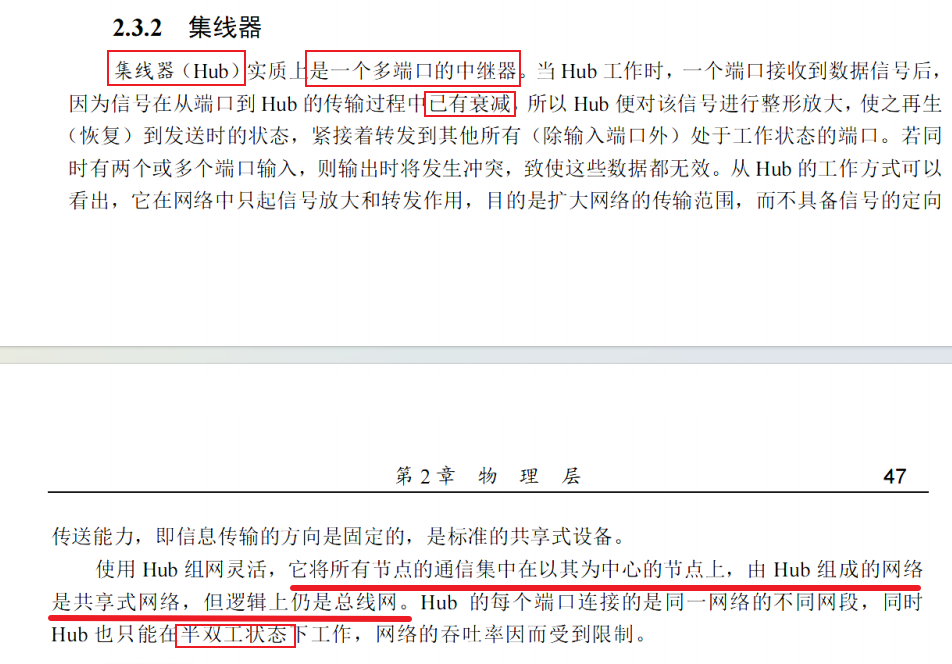 2.3.2 集线器
集线器（Hub）实质上是一个多端口的中继器。当 Hub 工作时，一个端口接收到数据信号后，
因为信号在从端口到 Hub 的传输过程中已有衰减，所以 Hub 便对该信号进行整形放大，使之再生
（恢复）到发送时的状态，紧接着转发到其他所有（除输入端口外）处于工作状态的端口。若同
时有两个或多个端口输入，则输出时将发生冲突，致使这些数据都无效。从 Hub 的工作方式可以
看出，它在网络中只起信号放大和转发作用，目的是扩大网络的传输范围，而不具备信号的定向
第 2 章 物 理 层 47
传送能力，即信息传输的方向是固定的，是标准的共享式设备。
使用 Hub 组网灵活，它将所有节点的通信集中在以其为中心的节点上，由 Hub 组成的网络
是共享式网络，但逻辑上仍是总线网。Hub 的每个端口连接的是同一网络的不同网段，同时
Hub 也只能在半双工状态下工作，网络的吞吐率因而受到限制。